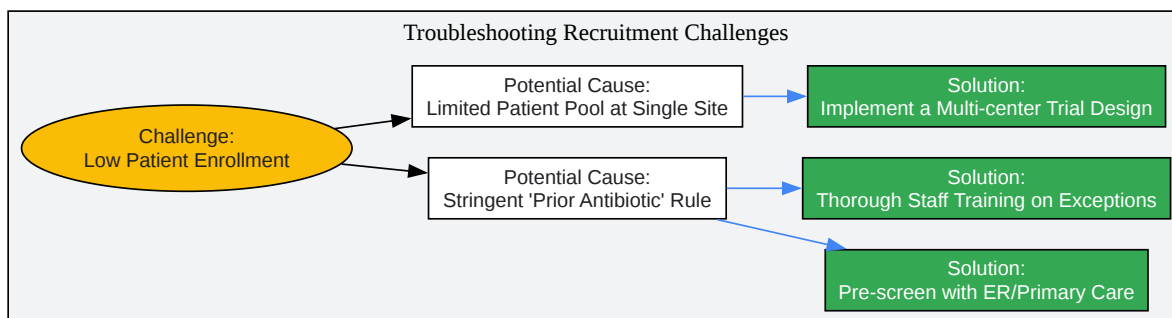 Troubleshooting Recruitment Challenges
Challenge:
Low Patient Enrollment
Potential Cause:
Limited Patient Pool at Single Site
Solution:
Implement a Multi-center Trial Design
Potential Cause:
Stringent 'Prior Antibiotic' Rule
Solution:
Thorough Staff Training on Exceptions
Solution:
Pre-screen with ER/Primary Care